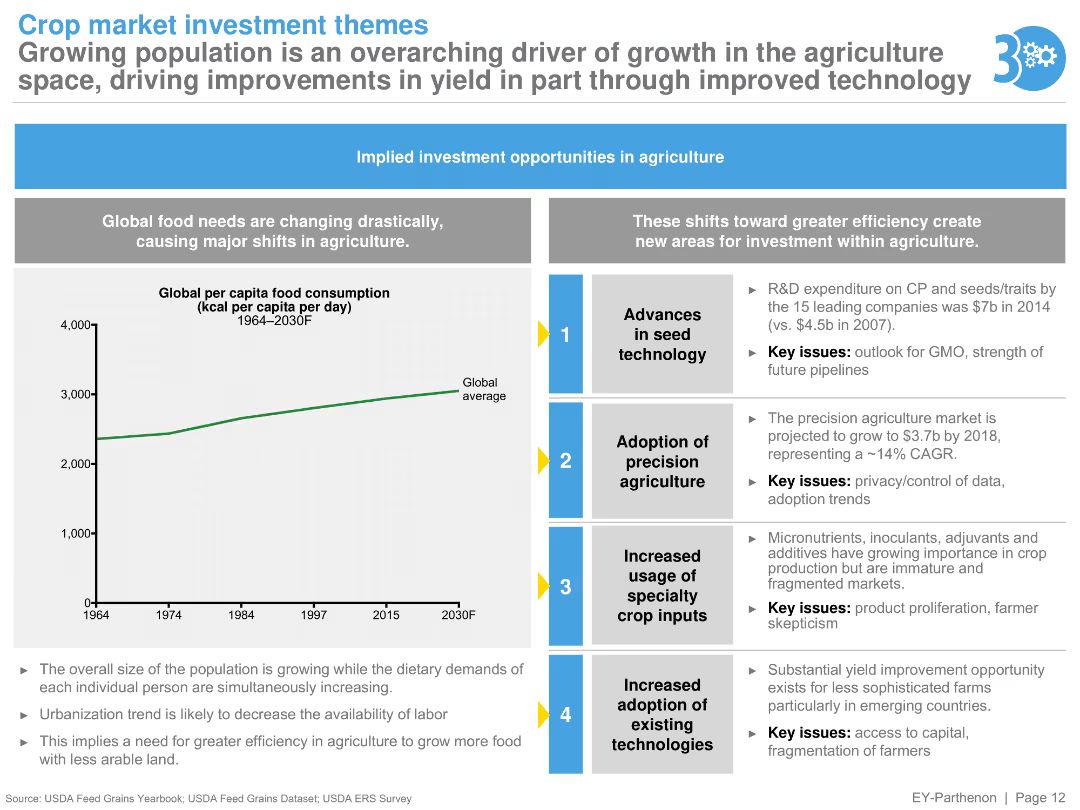 Crop market investment themes
Growing population is an overarching driver of growth in the agriculture
space, driving improvements in yield in part through improved technology
3
Implied investment opportunities in agriculture
Global food needs are changing drastically,
causing major shifts in agriculture.
Global per capita food consumption
(kcal per capita per day)
1964–2030F
4,000
3,000
2,000
1,000
0
Global
average
1964 1974 1984 1997 2015 2030F
► The overall size of the population is growing while the dietary demands of
each individual person are simultaneously increasing.
► Urbanization trend is likely to decrease the availability of labor
► This implies a need for greater efficiency in agriculture to grow more food
with less arable land.
These shifts toward greater efficiency create
new areas for investment within agriculture.
1
Advances
in seed
technology
► R&D expenditure on CP and seeds/traits by
the 15 leading companies was $7b in 2014
(vs. $4.5b in 2007).
► Key issues: outlook for GMO, strength of
future pipelines
2
Adoption of
precision
agriculture
► The precision agriculture market is
projected to grow to $3.7b by 2018,
representing a ~14% CAGR.
► Key issues: privacy/control of data,
adoption trends
3
Increased
usage of
specialty
crop inputs
► Micronutrients, inoculants, adjuvants and
additives have growing importance in crop
production but are immature and
fragmented markets.
► Key issues: product proliferation, farmer
skepticism
4
Increased
adoption of
existing
technologies
► Substantial yield improvement opportunity
exists for less sophisticated farms
particularly in emerging countries.
► Key issues: access to capital,
fragmentation of farmers
Source: USDA Feed Grains Yearbook; USDA Feed Grains Dataset; USDA ERS Survey
EY-Parthenon | Page 12